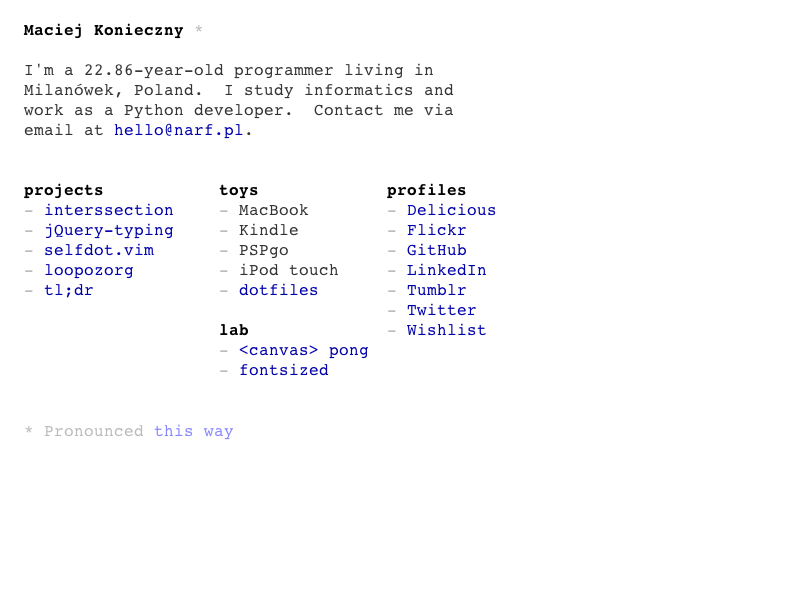 Maciej Konieczny *
I'm a 22.86-year-old programmer living in
Milanówek, Poland.  I study informatics and
work as a Python developer.  Contact me via
email at hello@narf.pl.
projects
- interssection
- jQuery-typing
- selfdot.vim
- loopozorg
- tl;dr
toys
- MacBook
- Kindle
- PSPgo
- iPod touch
- dotfiles
lab
- <canvas> pong
- fontsized
profiles
- Delicious
- Flickr
- GitHub
- LinkedIn
- Tumblr
- Twitter
- Wishlist
* Pronounced this way